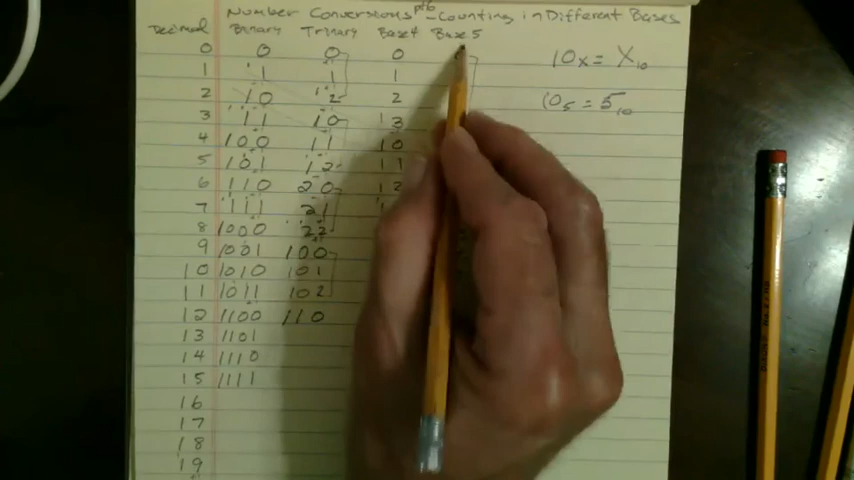 Number Conversions pt6 - Counting in Different Bases
Decimal Binary Trinary Base4 Base5
0 0 0 0 10x = X10
1 1 1 1
2 10 2 2 105 = 510
3 11 10 3
4 100 11 10
5 101 12 11
6 110 20 12
7 111 21
8 1000 22
9 1001 100
10 1010 101
11 1011 102
12 1100 110
13 1101
14 1110
15 1111
16
17
18
19